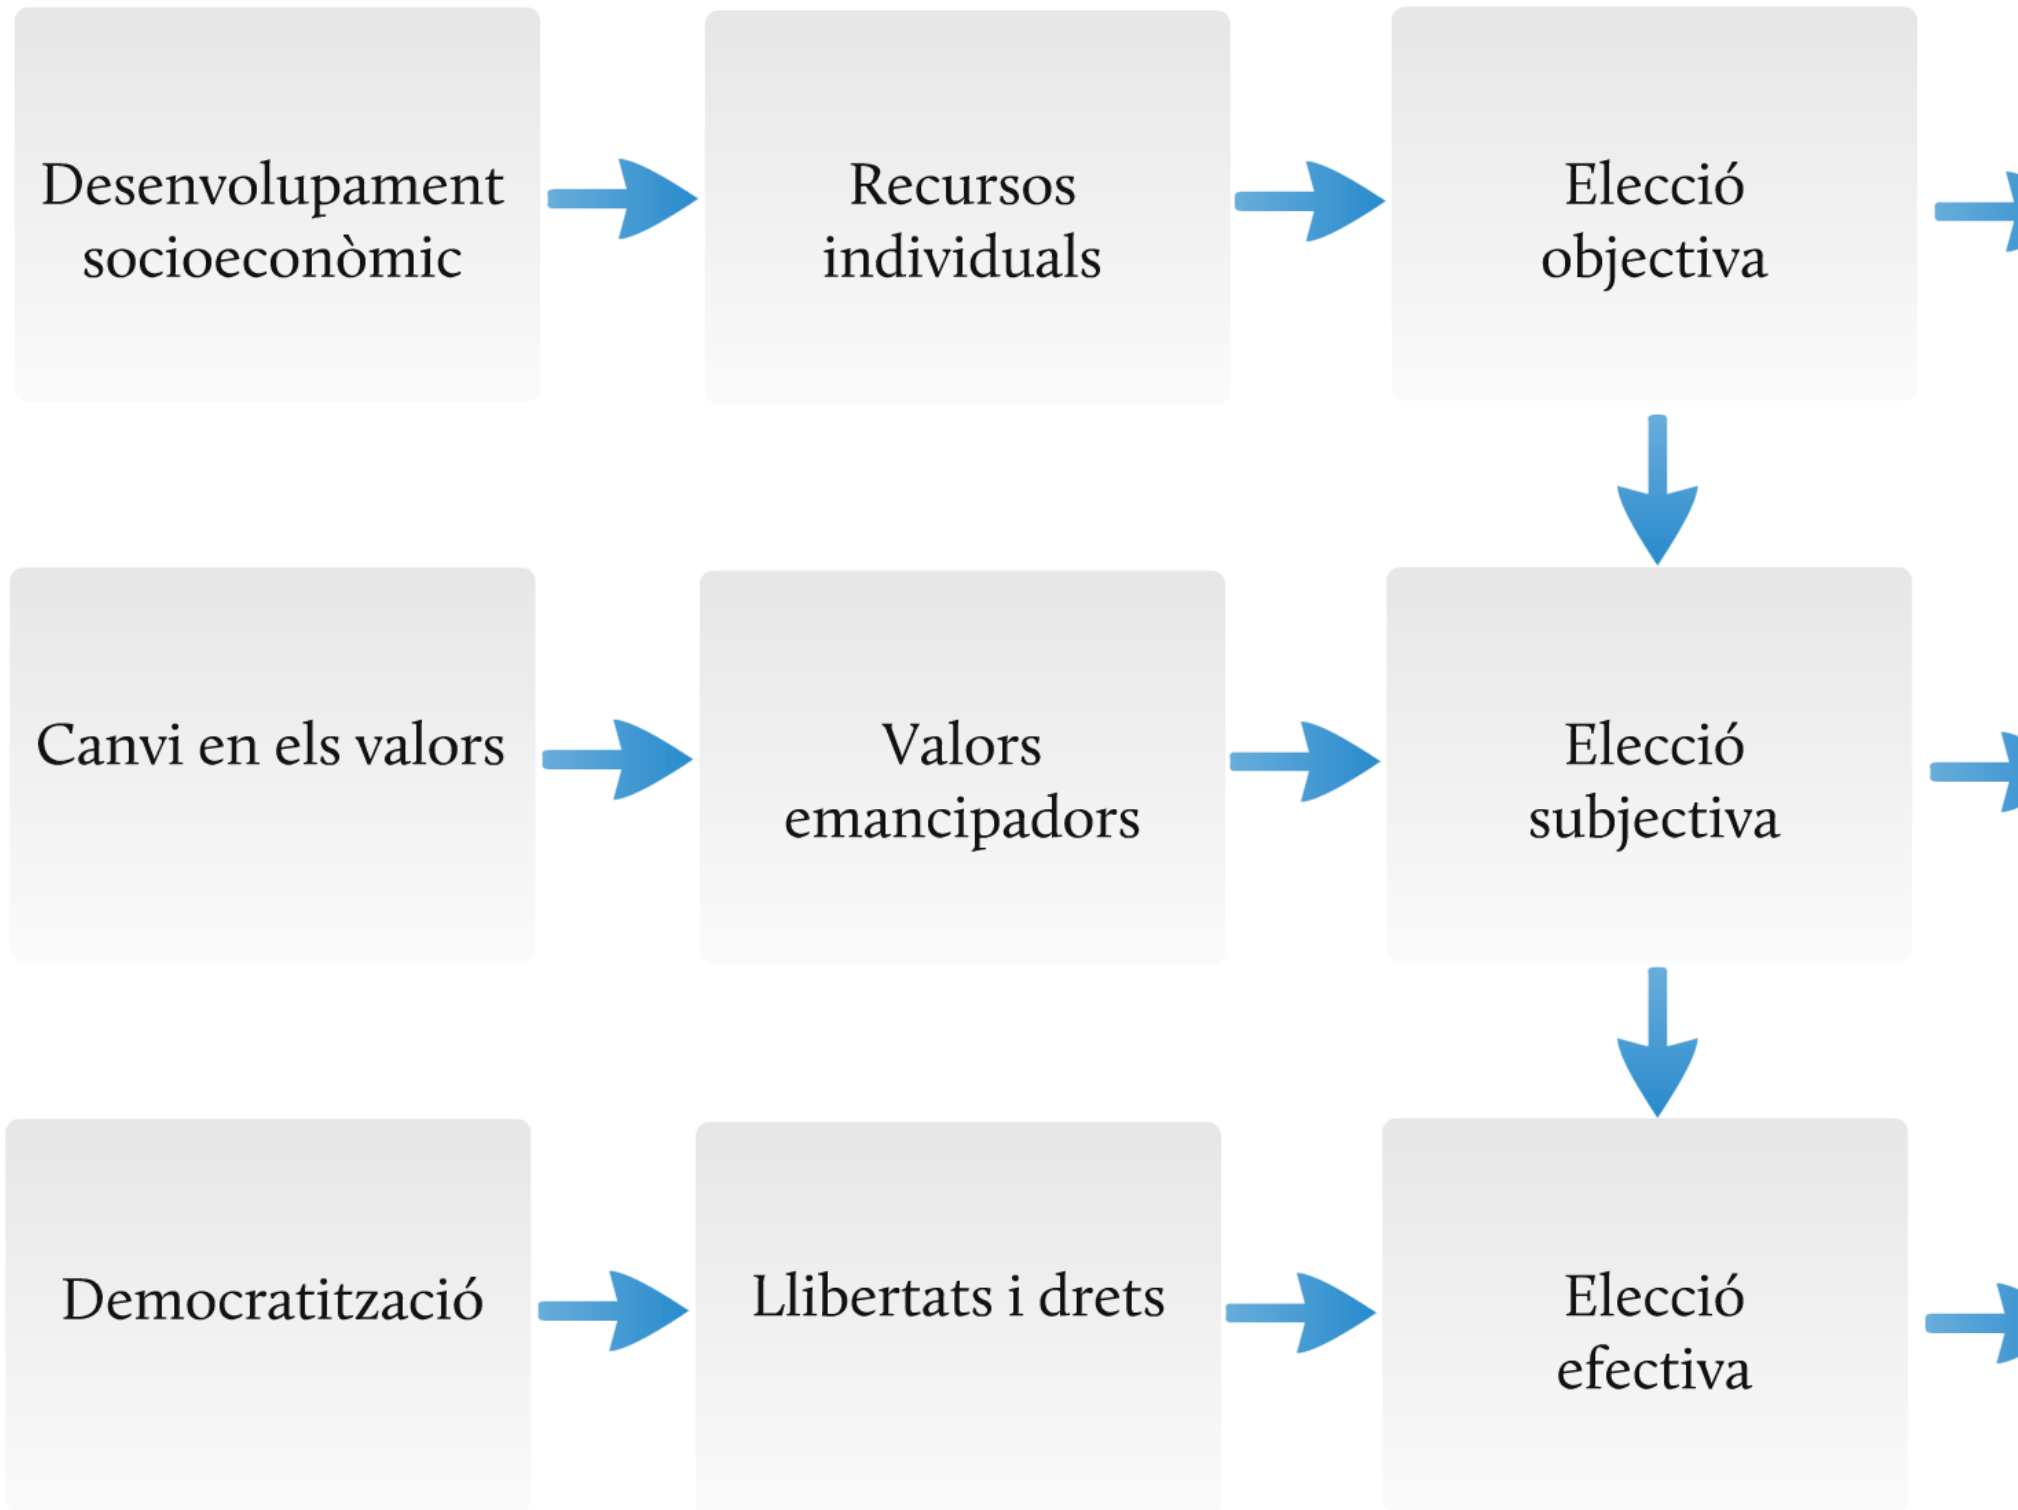 Desenvolupament
socioeconòmic
Recursos
individuals
Elecció
objectiva
Canvi en els valors
Valors
emancipadors
Elecció
subjectiva
Democratització
Llibertats i drets
Elecció
efectiva